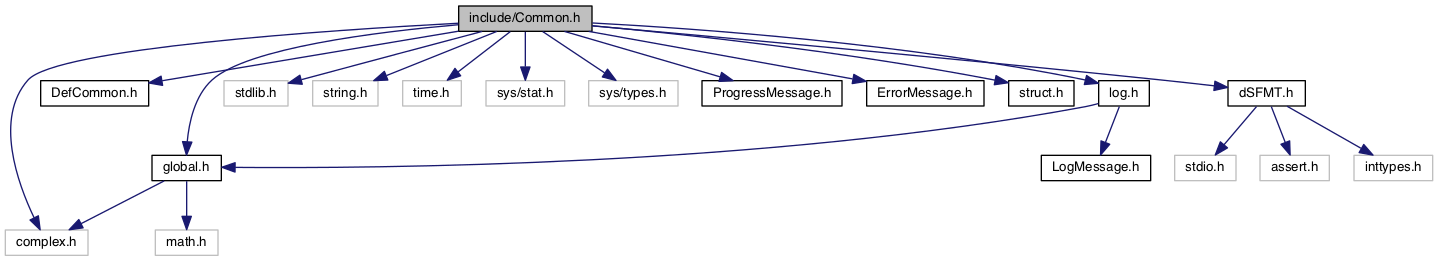 include/Common.h
DefCommon.h
stdlib.h
string.h
time.h
sys/stat.h
sys/types.h
ProgressMessage.h
ErrorMessage.h
struct.h
log.h
dSFMT.h
global.h
LogMessage.h
stdio.h
assert.h
inttypes.h
complex.h
math.h